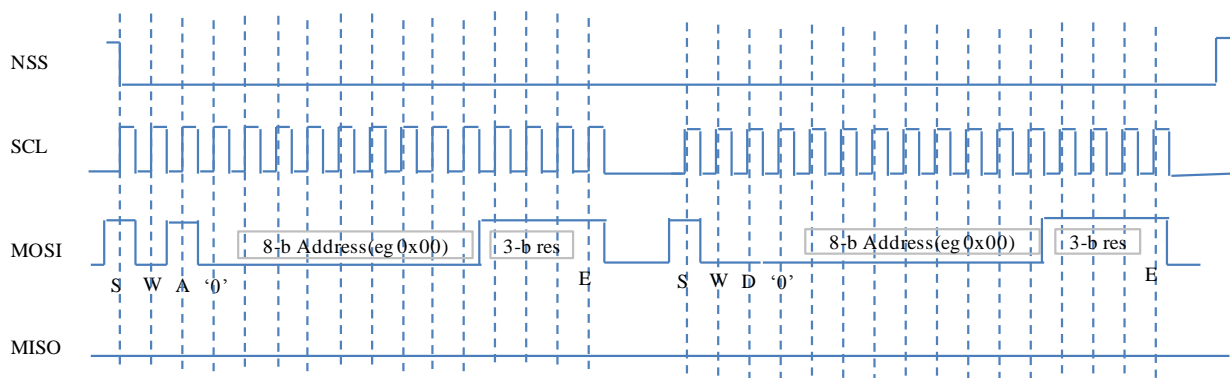 NSS
SCL
MOSI
8-b Address(eg 0x00)
3-b res
8-b Address(eg 0x00)
3-b res
S W A ‘0’
E
S W D ‘0’
E
MISO